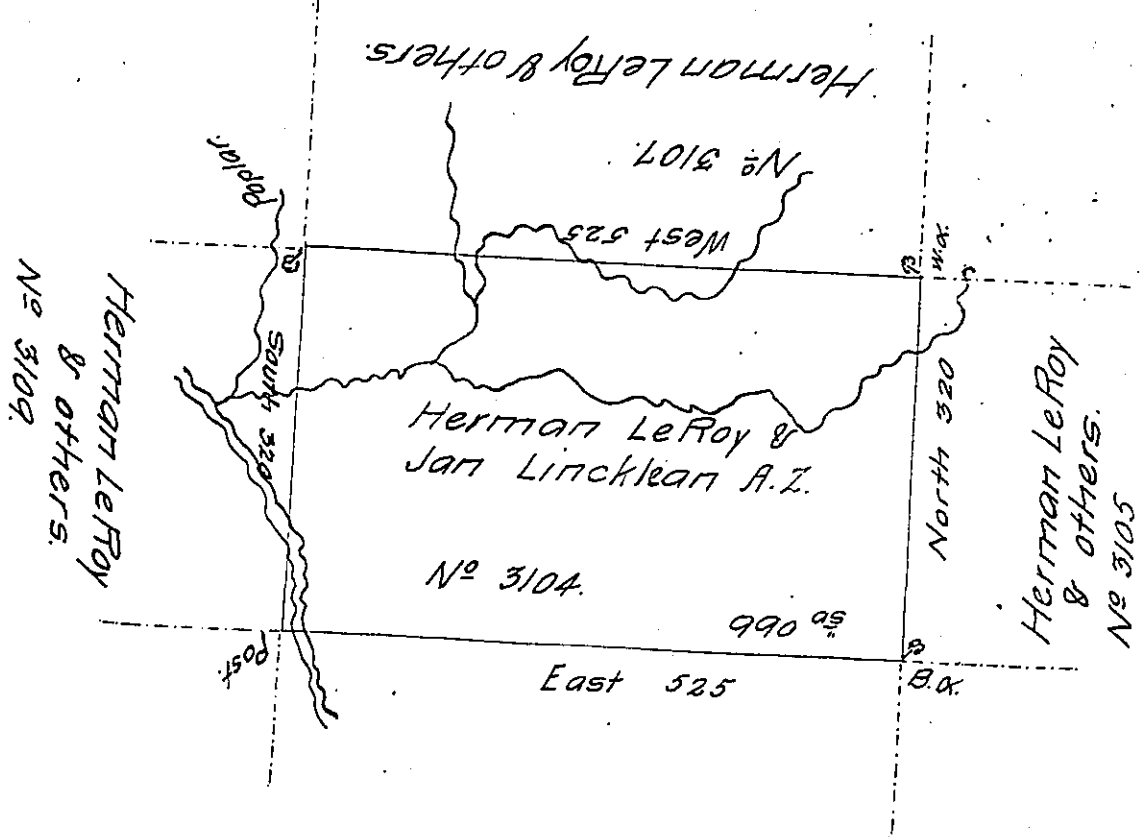 Herman LeRoy & others.
Nº 3107.
West 525
Poplar.
B
B
W.O.
South 320
Herman LeRoy
& others.
Nº 3109.
Herman LeRoy &
Jan Lincklean A.Z.
Nº 3104.
990 as
North 320
Herman LeRoy
& others.
Nº 3105
Post.
East 525
B
B.O.